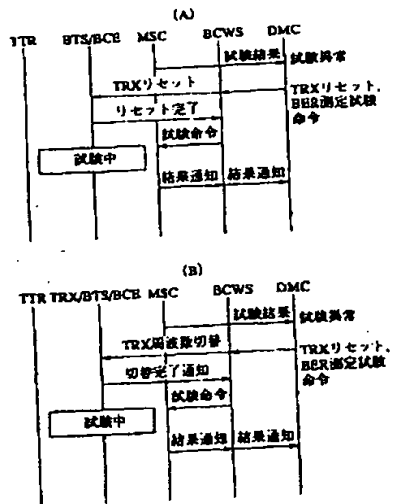 (A)
TTR BTS/BCE MSC BCWS DMC
試験結果 試験異常
TRXリセット
TRXリセット,
BER測定試験
命令
リセット完了
試験命令
試験中
結果通知 結果通知
(B)
TTR TRX/BTS/BCE MSC BCWS DMC
試験結果 試験異常
TRX周波数切替
TRXリセット,
BER測定試験
命令
切替完了通知
試験命令
試験中
結果通知 結果通知